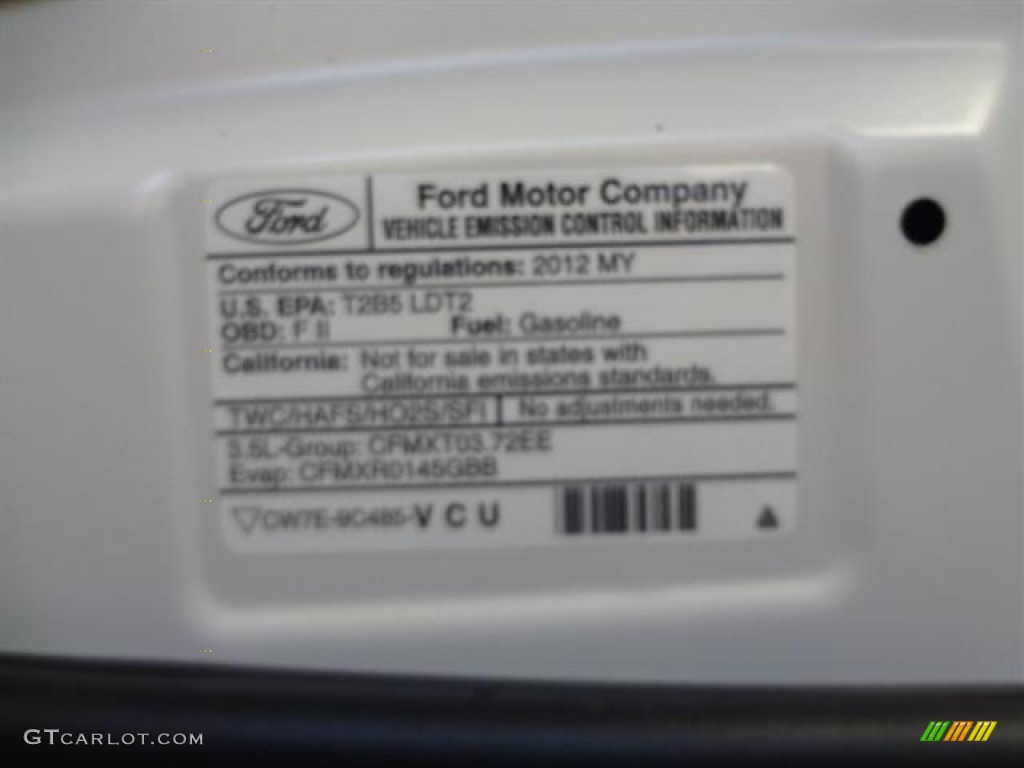 Ford
Ford Motor Company
VEHICLE EMISSION CONTROL INFORMATION
Conforms to regulations: 2012 MY
U.S. EPA: T2B5 LDT2
OBD: F II Fuel: Gasoline
California: Not for sale in states with
California emissions standards.
TWC/HAFS/HO2S/SFI No adjustments needed.
3.5L-Group: CFMXT03.72EE
Evap: CFMXR0145GBB
CW7E-9C485-V C U
GTCARLOT.COM